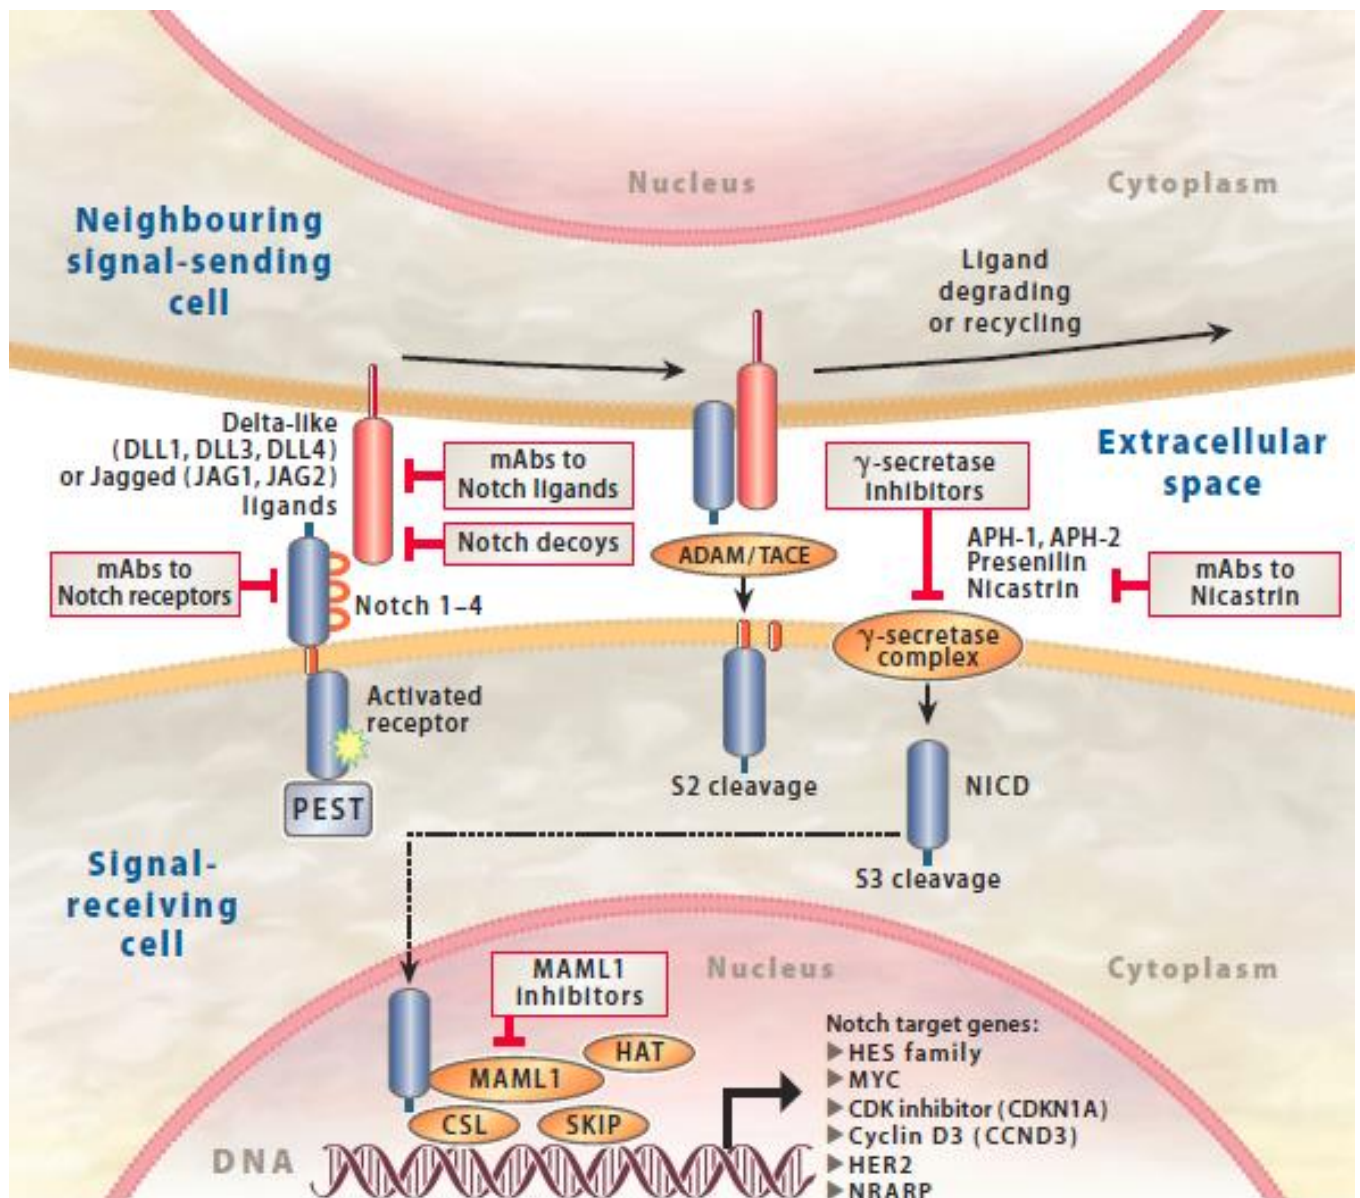 Nucleus
Cytoplasm
Neighbouring
signal-sending
cell
Ligand
degrading
or recycling
Delta-like
(DLL1, DLL3, DLL4)
or Jagged (JAG1, JAG2)
ligands
mAbs to
Notch ligands
γ-secretase
inhibitors
Extracellular
space
Notch decoys
ADAM/TACE
APH-1, APH-2
Presenilin
Nicastrin
mAbs to
Nicastrin
mAbs to
Notch receptors
Notch 1–4
γ-secretase
complex
Activated
receptor
PEST
S2 cleavage
NICD
S3 cleavage
Signal-
receiving
cell
Nucleus
Cytoplasm
MAML1
inhibitors
HAT
MAML1
CSL
SKIP
DNA
Notch target genes:
▶ HES family
▶ MYC
▶ CDK inhibitor (CDKN1A)
▶ Cyclin D3 (CCND3)
▶ HER2
▶ NRARP